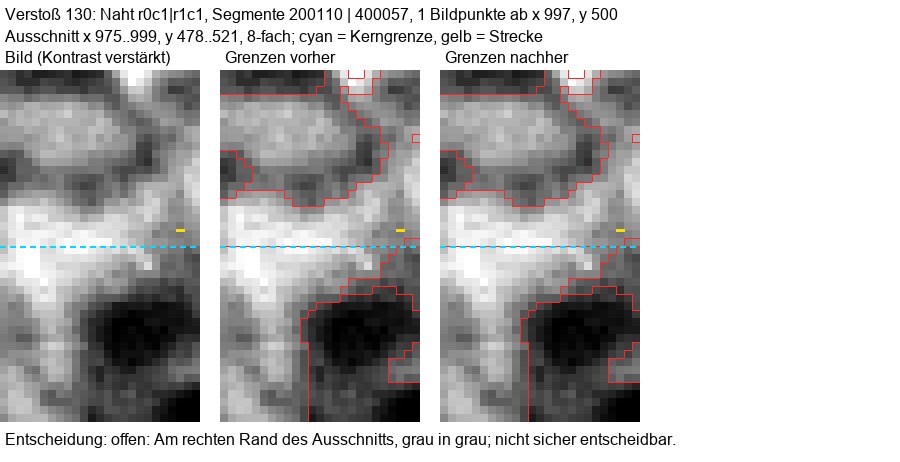 Verstoß 130: Naht r0c1|r1c1, Segmente 200110 | 400057, 1 Bildpunkte ab x 997, y 500
Ausschnitt x 975..999, y 478..521, 8-fach; cyan = Kerngrenze, gelb = Strecke
Bild (Kontrast verstärkt) Grenzen vorher Grenzen nachher
Entscheidung: offen: Am rechten Rand des Ausschnitts, grau in grau; nicht sicher entscheidbar.